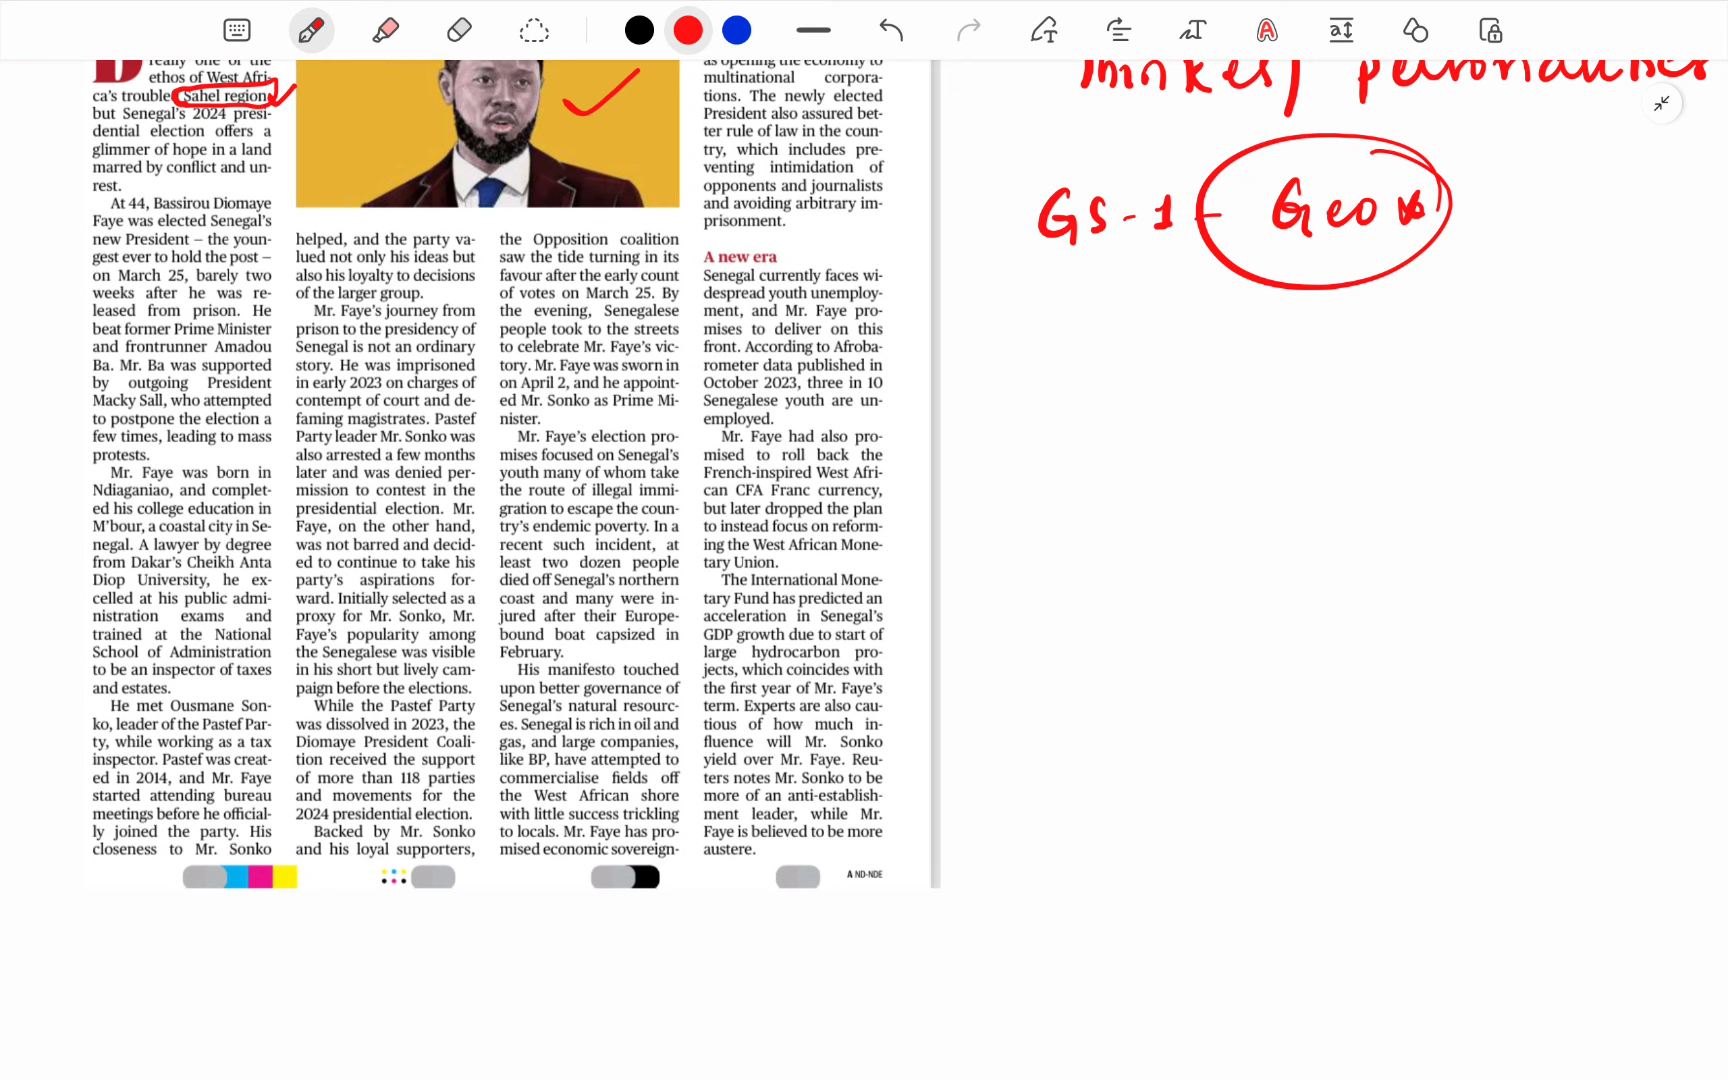 really one of the
ethos of West Afri-
ca's trouble Sahel region,
but Senegal's 2024 presi-
dential election offers a
glimmer of hope in a land
marred by conflict and un-
rest.
At 44, Bassirou Diomaye
Faye was elected Senegal's
new President – the youn-
gest ever to hold the post –
on March 25, barely two
weeks after he was re-
leased from prison. He
beat former Prime Minister
and frontrunner Amadou
Ba. Mr. Ba was supported
by outgoing President
Macky Sall, who attempted
to postpone the election a
few times, leading to mass
protests.
Mr. Faye was born in
Ndiaganiao, and complet-
ed his college education in
M'bour, a coastal city in Se-
negal. A lawyer by degree
from Dakar's Cheikh Anta
Diop University, he ex-
celled at his public admi-
nistration exams and
trained at the National
School of Administration
to be an inspector of taxes
and estates.
He met Ousmane Son-
ko, leader of the Pastef Par-
ty, while working as a tax
inspector. Pastef was creat-
ed in 2014, and Mr. Faye
started attending bureau
meetings before he official-
ly joined the party. His
closeness to Mr. Sonko
helped, and the party va-
lued not only his ideas but
also his loyalty to decisions
of the larger group.
Mr. Faye's journey from
prison to the presidency of
Senegal is not an ordinary
story. He was imprisoned
in early 2023 on charges of
contempt of court and de-
faming magistrates. Pastef
Party leader Mr. Sonko was
also arrested a few months
later and was denied per-
mission to contest in the
presidential election. Mr.
Faye, on the other hand,
was not barred and decid-
ed to continue to take his
party's aspirations for-
ward. Initially selected as a
proxy for Mr. Sonko, Mr.
Faye's popularity among
the Senegalese was visible
in his short but lively cam-
paign before the elections.
While the Pastef Party
was dissolved in 2023, the
Diomaye President Coali-
tion received the support
of more than 118 parties
and movements for the
2024 presidential election.
Backed by Mr. Sonko
and his loyal supporters,
the Opposition coalition
saw the tide turning in its
favour after the early count
of votes on March 25. By
the evening, Senegalese
people took to the streets
to celebrate Mr. Faye's vic-
tory. Mr. Faye was sworn in
on April 2, and he appoint-
ed Mr. Sonko as Prime Mi-
nister.
Mr. Faye's election pro-
mises focused on Senegal's
youth many of whom take
the route of illegal immi-
gration to escape the coun-
try's endemic poverty. In a
recent such incident, at
least two dozen people
died off Senegal's northern
coast and many were in-
jured after their Europe-
bound boat capsized in
February.
His manifesto touched
upon better governance of
Senegal's natural resourc-
es. Senegal is rich in oil and
gas, and large companies,
like BP, have attempted to
commercialise fields off
the West African shore
with little success trickling
to locals. Mr. Faye has pro-
mised economic sovereign-
as opening the economy to
multinational corpora-
tions. The newly elected
President also assured bet-
ter rule of law in the coun-
try, which includes pre-
venting intimidation of
opponents and journalists
and avoiding arbitrary im-
prisonment.
A new era
Senegal currently faces wi-
despread youth unemploy-
ment, and Mr. Faye pro-
mises to deliver on this
front. According to Afroba-
rometer data published in
October 2023, three in 10
Senegalese youth are un-
employed.
Mr. Faye had also pro-
mised to roll back the
French-inspired West Afri-
can CFA Franc currency,
but later dropped the plan
to instead focus on reform-
ing the West African Mone-
tary Union.
The International Mone-
tary Fund has predicted an
acceleration in Senegal's
GDP growth due to start of
large hydrocarbon pro-
jects, which coincides with
the first year of Mr. Faye's
term. Experts are also cau-
tious of how much in-
fluence will Mr. Sonko
yield over Mr. Faye. Reu-
ters notes Mr. Sonko to be
more of an anti-establish-
ment leader, while Mr.
Faye is believed to be more
austere.
A ND-NDE
GS-1 - Geo